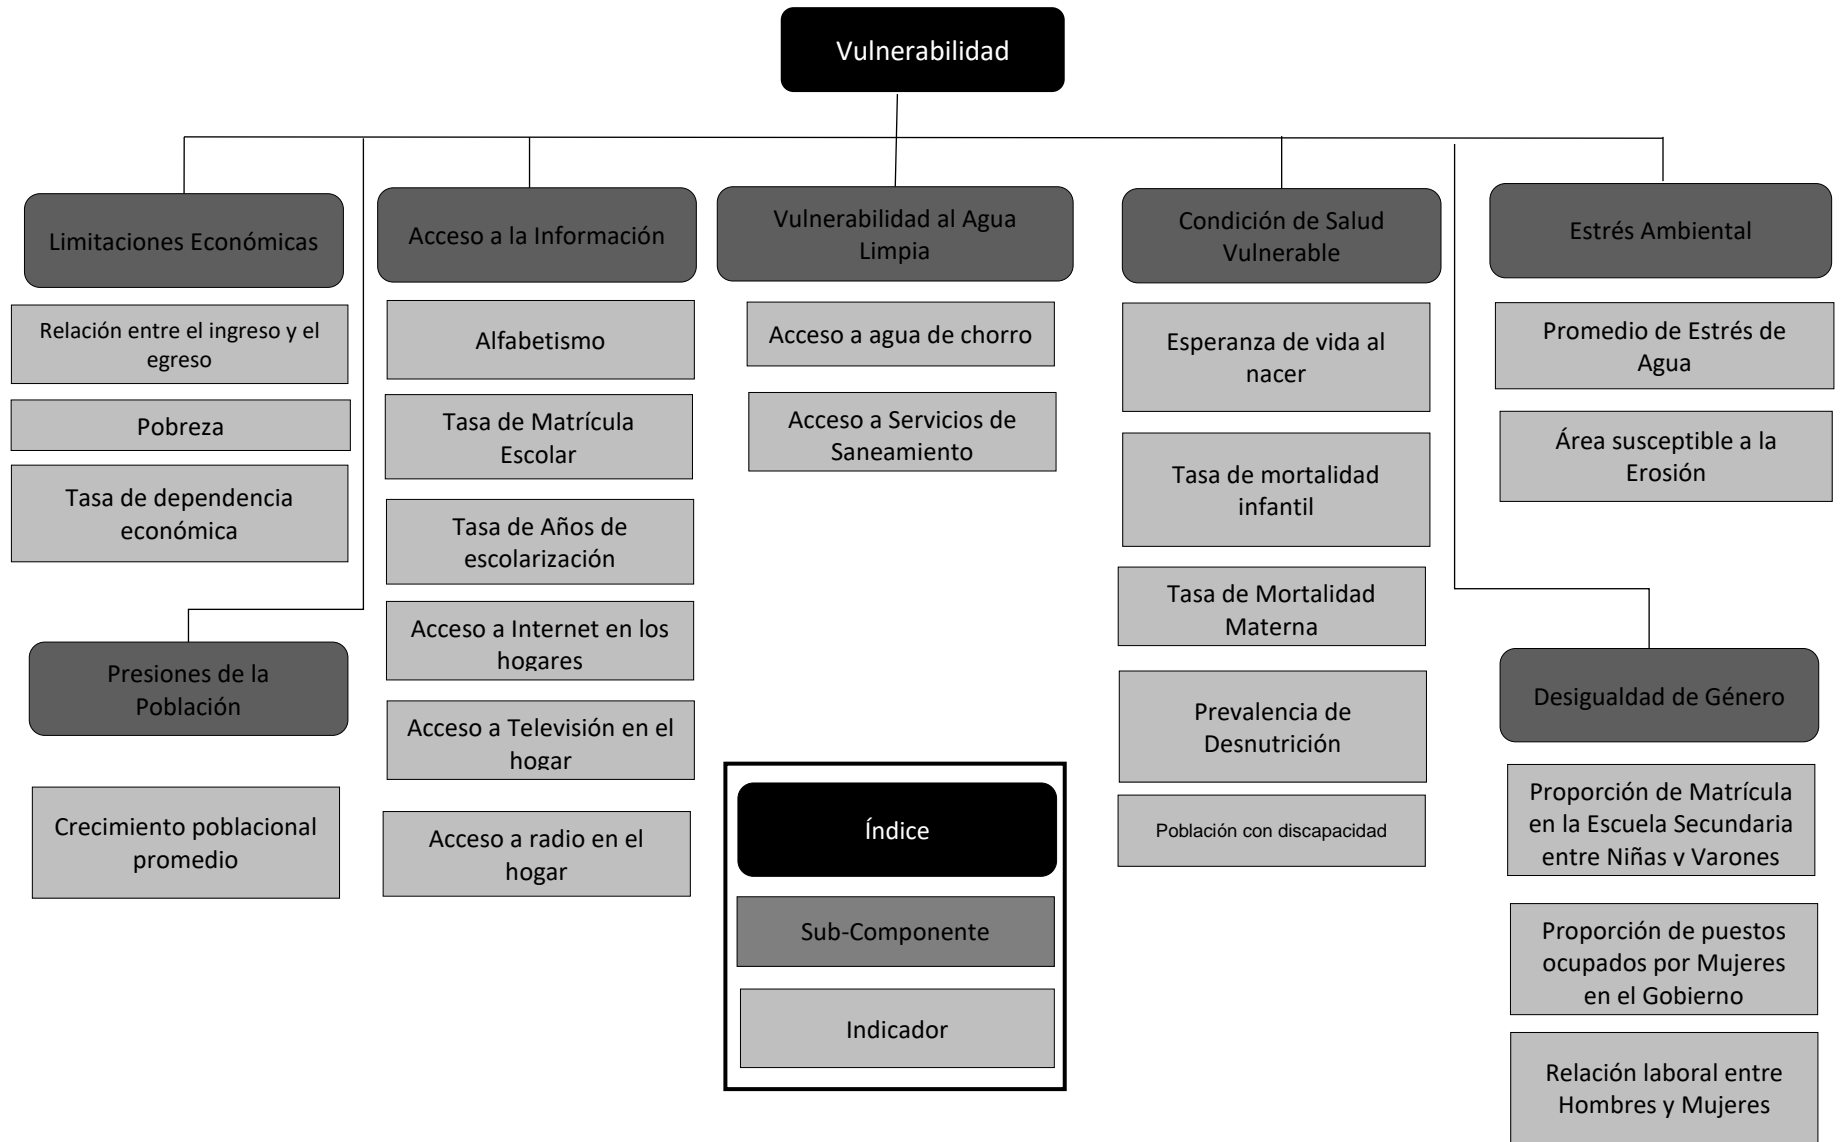 Vulnerabilidad
Limitaciones Económicas
Relación entre el ingreso y el
egreso
Pobreza
Tasa de dependencia
económica
Presiones de la
Población
Crecimiento poblacional
promedio
Acceso a la Información
Alfabetismo
Tasa de Matrícula
Escolar
Tasa de Años de
escolarización
Acceso a Internet en los
hogares
Acceso a Televisión en el
hogar
Acceso a radio en el
hogar
Vulnerabilidad al Agua
Limpia
Acceso a agua de chorro
Acceso a Servicios de
Saneamiento
Índice
Sub-Componente
Indicador
Condición de Salud
Vulnerable
Esperanza de vida al
nacer
Tasa de mortalidad
infantil
Tasa de Mortalidad
Materna
Prevalencia de
Desnutrición
Población con discapacidad
Estrés Ambiental
Promedio de Estrés de
Agua
Área susceptible a la
Erosión
Desigualdad de Género
Proporción de Matrícula
en la Escuela Secundaria
entre Niñas y Varones
Proporción de puestos
ocupados por Mujeres
en el Gobierno
Relación laboral entre
Hombres y Mujeres